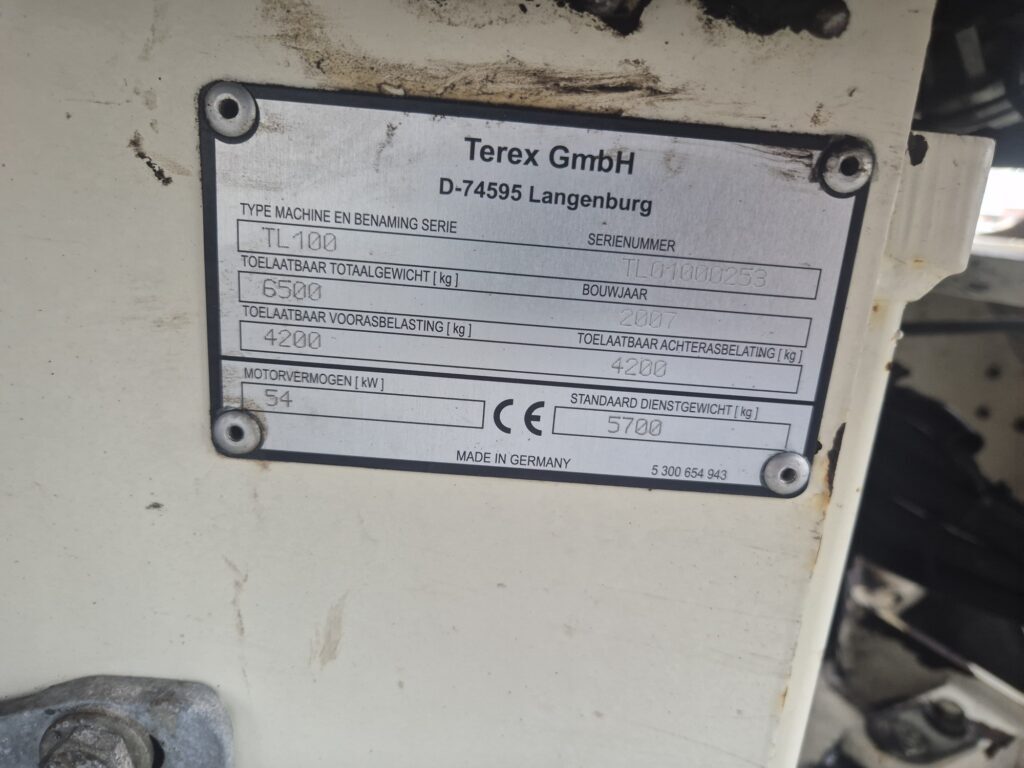 Terex GmbH
D-74595 Langenburg
TYPE MACHINE EN BENAMING SERIE SERIENUMMER
TL100 TL01000253
TOELAATBAAR TOTAALGEWICHT [ kg ] BOUWJAAR
6500 2007
TOELAATBAAR VOORASBELASTING [ kg ] TOELAATBAAR ACHTERASBELATING [ kg ]
4200 4200
MOTORVERMOGEN [ kW ] STANDAARD DIENSTGEWICHT [ kg ]
54 CE 5700
MADE IN GERMANY 5 300 654 943